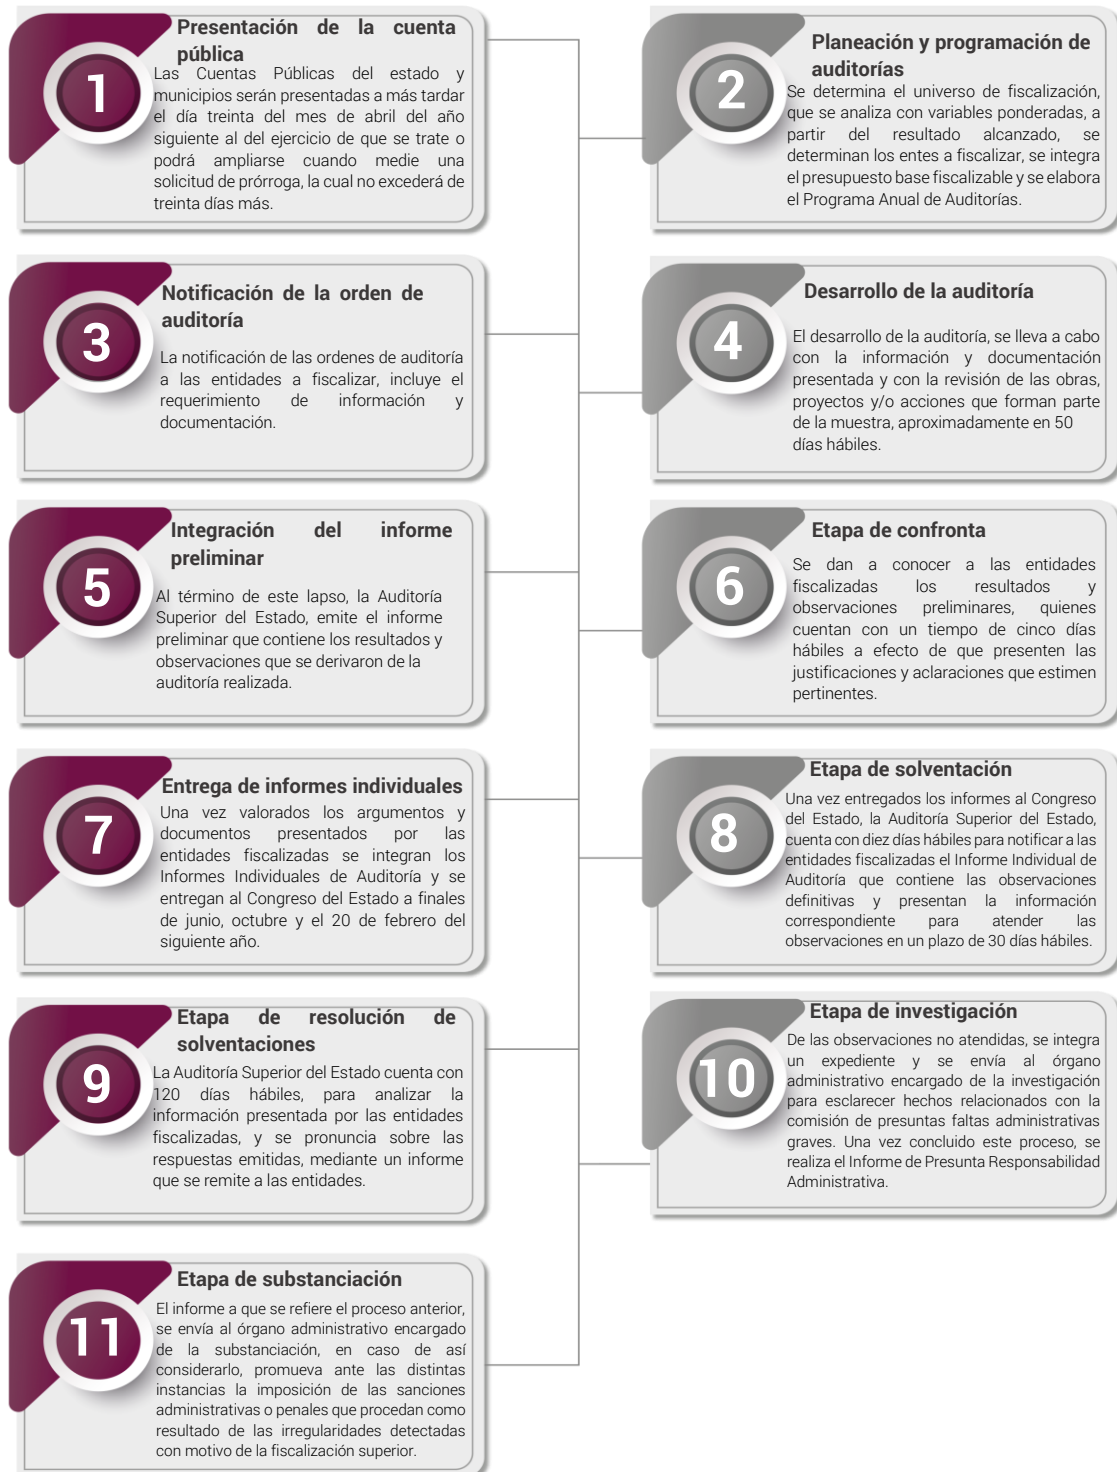 1
Presentación de la cuenta
pública
Las Cuentas Públicas del estado y
municipios serán presentadas a más tardar
el día treinta del mes de abril del año
siguiente al del ejercicio de que se trate o
podrá ampliarse cuando medie una
solicitud de prórroga, la cual no excederá de
treinta días más.
2
Planeación y programación de
auditorías
Se determina el universo de fiscalización,
que se analiza con variables ponderadas, a
partir del resultado alcanzado, se
determinan los entes a fiscalizar, se integra
el presupuesto base fiscalizable y se elabora
el Programa Anual de Auditorías.
3
Notificación de la orden de
auditoría
La notificación de las ordenes de auditoría
a las entidades a fiscalizar, incluye el
requerimiento de información y
documentación.
4
Desarrollo de la auditoría
El desarrollo de la auditoría, se lleva a cabo
con la información y documentación
presentada y con la revisión de las obras,
proyectos y/o acciones que forman parte
de la muestra, aproximadamente en 50
días hábiles.
5
Integración del informe
preliminar
Al término de este lapso, la Auditoría
Superior del Estado, emite el informe
preliminar que contiene los resultados y
observaciones que se derivaron de la
auditoría realizada.
6
Etapa de confronta
Se dan a conocer a las entidades
fiscalizadas los resultados y
observaciones preliminares, quienes
cuentan con un tiempo de cinco días
hábiles a efecto de que presenten las
justificaciones y aclaraciones que estimen
pertinentes.
7
Entrega de informes individuales
Una vez valorados los argumentos y
documentos presentados por las
entidades fiscalizadas se integran los
Informes Individuales de Auditoría y se
entregan al Congreso del Estado a finales
de junio, octubre y el 20 de febrero del
siguiente año.
8
Etapa de solventación
Una vez entregados los informes al Congreso
del Estado, la Auditoría Superior del Estado,
cuenta con diez días hábiles para notificar a las
entidades fiscalizadas el Informe Individual de
Auditoría que contiene las observaciones
definitivas y presentan la información
correspondiente para atender las
observaciones en un plazo de 30 días hábiles.
9
Etapa de resolución de
solventaciones
La Auditoría Superior del Estado cuenta con
120 días hábiles, para analizar la
información presentada por las entidades
fiscalizadas, y se pronuncia sobre las
respuestas emitidas, mediante un informe
que se remite a las entidades.
10
Etapa de investigación
De las observaciones no atendidas, se integra
un expediente y se envía al órgano
administrativo encargado de la investigación
para esclarecer hechos relacionados con la
comisión de presuntas faltas administrativas
graves. Una vez concluido este proceso, se
realiza el Informe de Presunta Responsabilidad
Administrativa.
11
Etapa de substanciación
El informe a que se refiere el proceso anterior,
se envía al órgano administrativo encargado
de la substanciación, en caso de así
considerarlo, promueva ante las distintas
instancias la imposición de las sanciones
administrativas o penales que procedan como
resultado de las irregularidades detectadas
con motivo de la fiscalización superior.